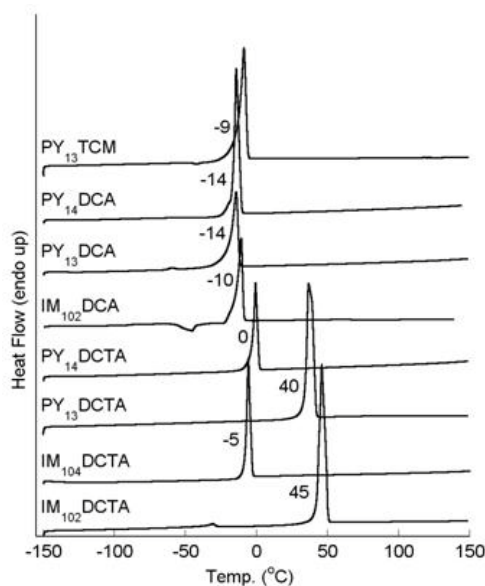 -9
PY₁₃TCM
-14
PY₁₄DCA
-14
PY₁₃DCA
-10
IM₁₀₂DCA
0
PY₁₄DCTA
40
PY₁₃DCTA
-5
IM₁₀₄DCTA
45
IM₁₀₂DCTA
Heat Flow (endo up)
-150 -100 -50 0 50 100 150
Temp. (°C)